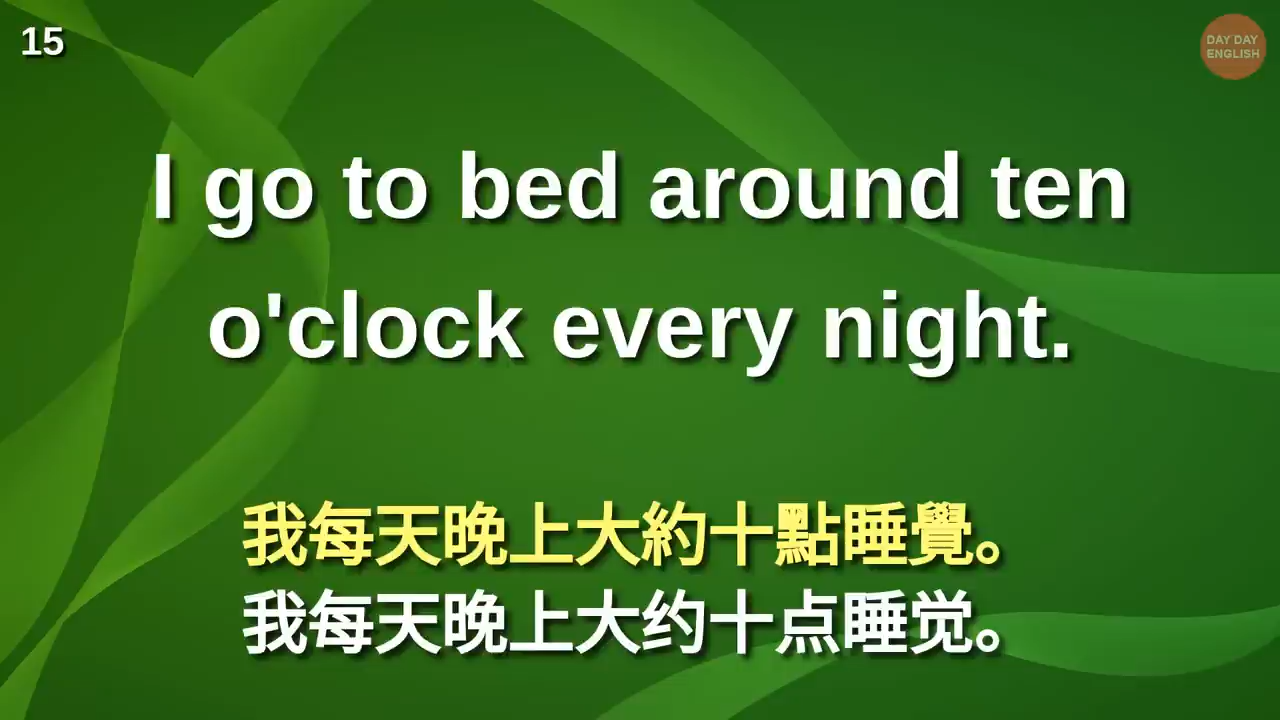 15
DAY DAY
ENGLISH
I go to bed around ten
o'clock every night.
我每天晚上大約十點睡覺。
我每天晚上大约十点睡觉。